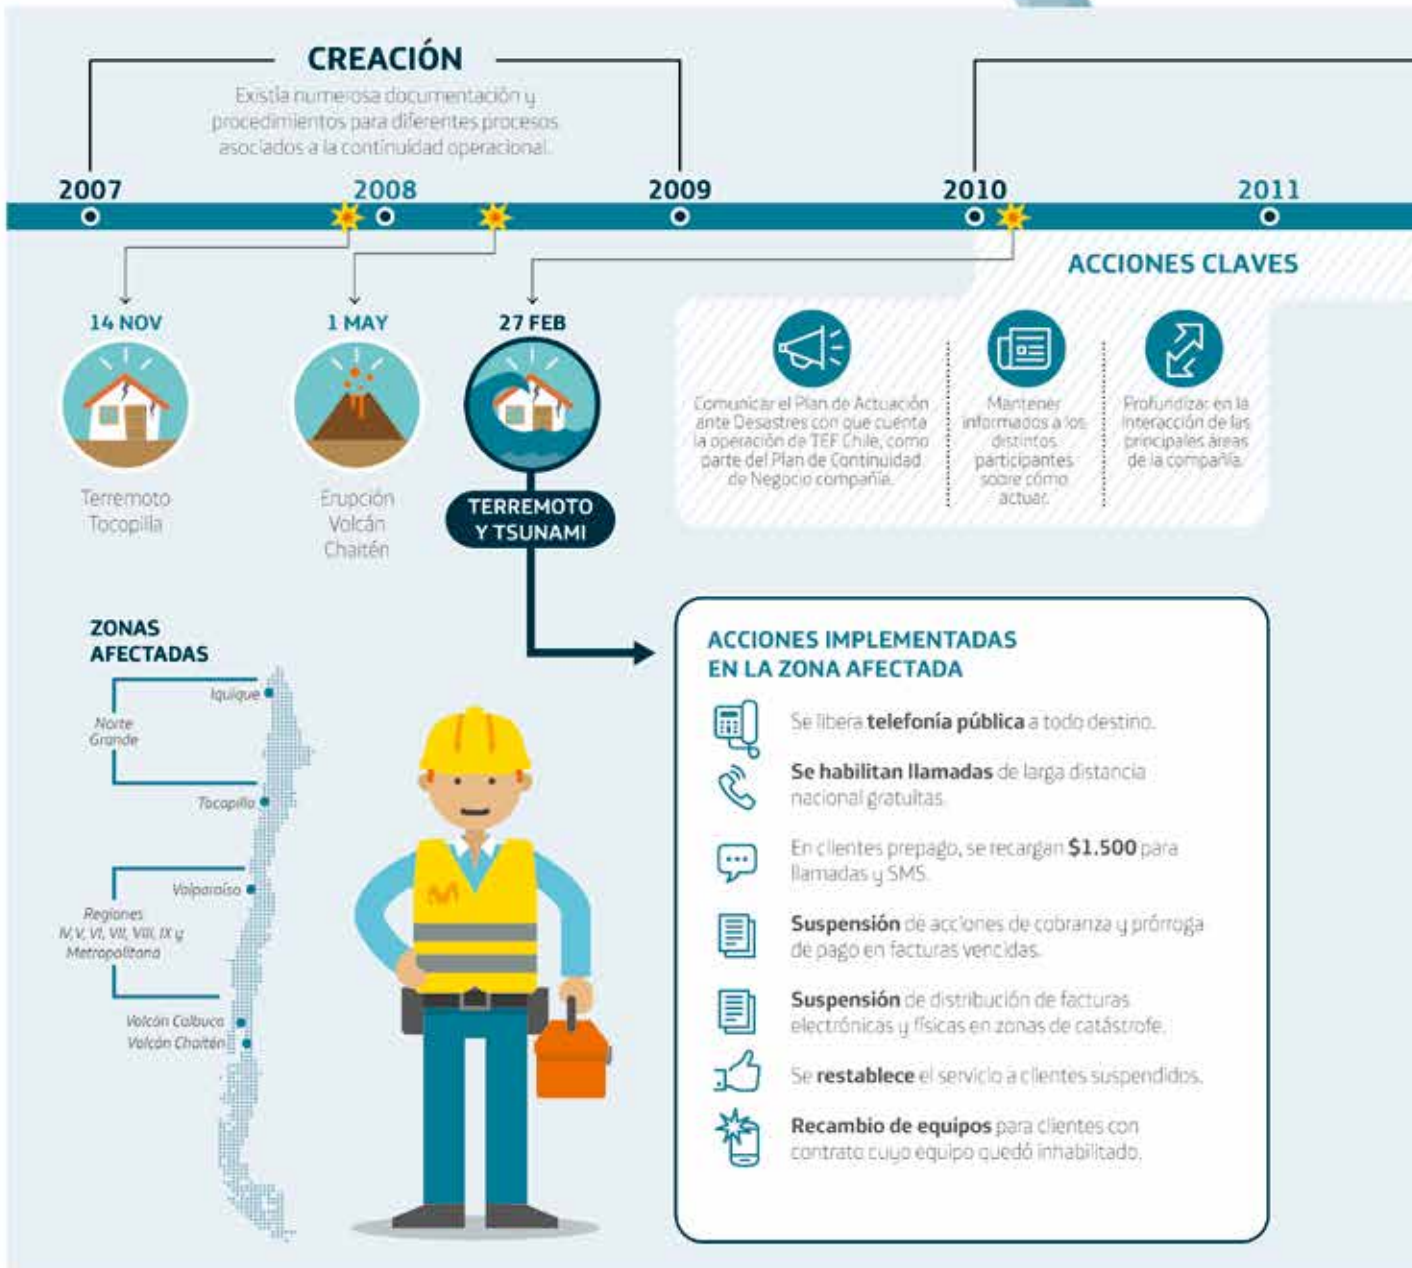 CREACIÓN
Existía numerosa documentación y
procedimientos para diferentes procesos
asociados a la continuidad operacional.
2007
2008
2009
2010
2011
14 NOV
Terremoto
Tocopilla
1 MAY
Erupción
Volcán
Chaitén
27 FEB
TERREMOTO
Y TSUNAMI
ACCIONES CLAVES
Comunicar el Plan de Actuación
ante Desastres con que cuenta
la operación de TEF Chile, como
parte del Plan de Continuidad
de Negocio compañía.
Mantener
informados a los
distintos
participantes
sobre cómo
actuar.
Profundizar en la
interacción de las
principales áreas
de la compañía.
ZONAS
AFECTADAS
Iquique
Norte
Grande
Tocopilla
Valparaíso
Regiones
IV, V, VI, VII, VIII, IX y
Metropolitana
Volcán Calbuco
Volcán Chaitén
ACCIONES IMPLEMENTADAS
EN LA ZONA AFECTADA
Se libera telefonía pública a todo destino.
Se habilitan llamadas de larga distancia
nacional gratuitas.
En clientes prepago, se recargan $1.500 para
llamadas y SMS.
Suspensión de acciones de cobranza y prórroga
de pago en facturas vencidas.
Suspensión de distribución de facturas
electrónicas y físicas en zonas de catástrofe.
Se restablece el servicio a clientes suspendidos.
Recambio de equipos para clientes con
contrato cuyo equipo quedó inhabilitado.